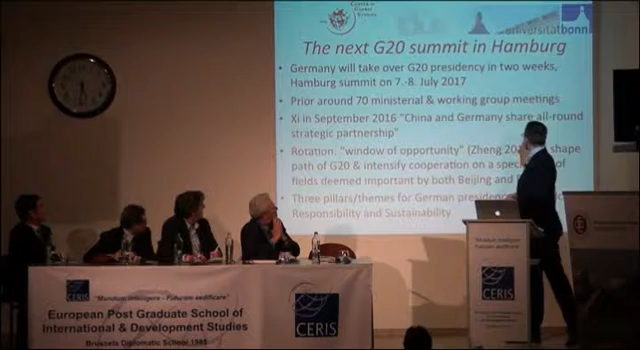 universitätbonn
The next G20 summit in Hamburg
• Germany will take over G20 presidency in two weeks,
Hamburg summit on 7.-8. July 2017
• Prior around 70 ministerial & working group meetings
• Xi in September 2016 "China and Germany share all-round
strategic partnership"
• Rotation: "window of opportunity" (Zheng shape
path of G20 & intensify cooperation on a of
fields deemed important by both Beijing and
• Three pillars/themes for German
Responsibility and Sustainability
CERIS
"Mundum intelligere - Futurum aedificare"
European Post Graduate School of
International & Development Studies
Brussels Diplomatic School 1985
CERIS
CERIS